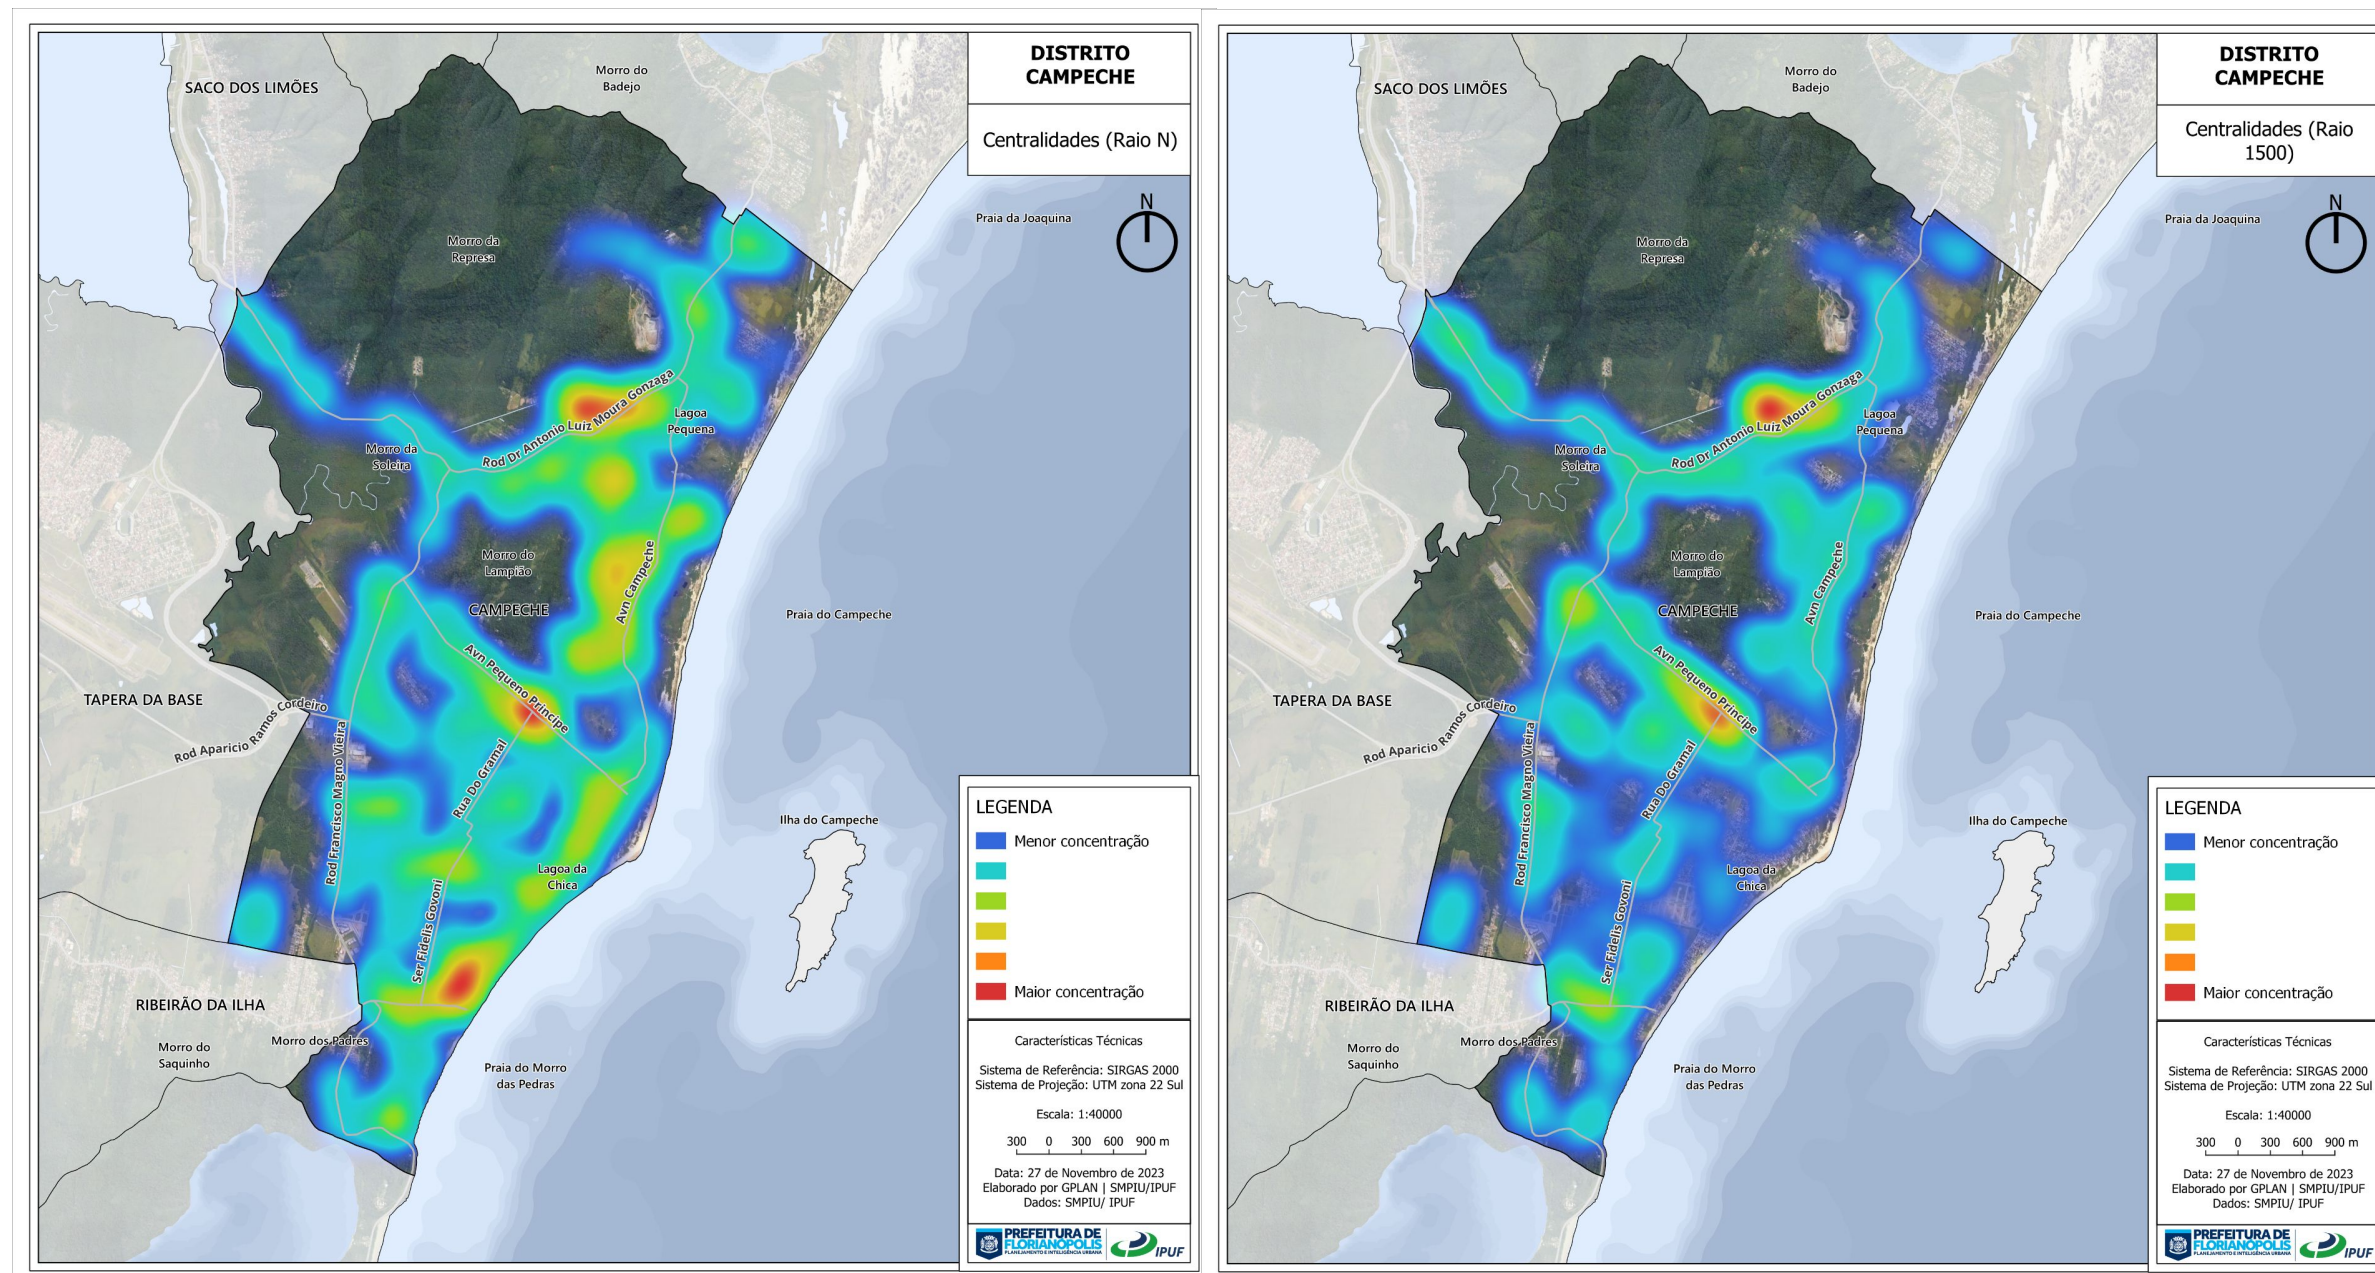 DISTRITO
CAMPECHE
Centralidades (Raio N)
N
SACO DOS LIMÕES
Morro do
Badejo
Praia da Joaquina
Morro da
Represa
Rod Dr Antonio Luiz Moura Gonzaga
Lagoa
Pequena
Morro da
Soleira
Morro do
Lampião
CAMPECHE
Avn Campeche
Praia do Campeche
Avn Pequeno Principe
TAPERA DA BASE
Rod Aparicio Ramos Cordeiro
Rod Francisco Magno Vieira
Rua Do Gramal
Ilha do Campeche
Lagoa da
Chica
Ser Fidelis Govoni
RIBEIRÃO DA ILHA
Morro dos Padres
Morro do
Saquinho
Praia do Morro
das Pedras
LEGENDA
Menor concentração
Maior concentração
Características Técnicas
Sistema de Referência: SIRGAS 2000
Sistema de Projeção: UTM zona 22 Sul
Escala: 1:40000
300 0 300 600 900 m
Data: 27 de Novembro de 2023
Elaborado por GPLAN | SMPIU/IPUF
Dados: SMPIU/ IPUF
PREFEITURA DE
FLORIANÓPOLIS
PLANEJAMENTO E INTELIGÊNCIA URBANA
IPUF
DISTRITO
CAMPECHE
Centralidades (Raio
1500)
N
SACO DOS LIMÕES
Morro do
Badejo
Praia da Joaquina
Morro da
Represa
Rod Dr Antonio Luiz Moura Gonzaga
Lagoa
Pequena
Morro da
Soleira
Morro do
Lampião
CAMPECHE
Avn Campeche
Praia do Campeche
Avn Pequeno Principe
TAPERA DA BASE
Rod Aparicio Ramos Cordeiro
Rod Francisco Magno Vieira
Rua Do Gramal
Ilha do Campeche
Lagoa da
Chica
Ser Fidelis Govoni
RIBEIRÃO DA ILHA
Morro dos Padres
Morro do
Saquinho
Praia do Morro
das Pedras
LEGENDA
Menor concentração
Maior concentração
Características Técnicas
Sistema de Referência: SIRGAS 2000
Sistema de Projeção: UTM zona 22 Sul
Escala: 1:40000
300 0 300 600 900 m
Data: 27 de Novembro de 2023
Elaborado por GPLAN | SMPIU/IPUF
Dados: SMPIU/ IPUF
PREFEITURA DE
FLORIANÓPOLIS
PLANEJAMENTO E INTELIGÊNCIA URBANA
IPUF